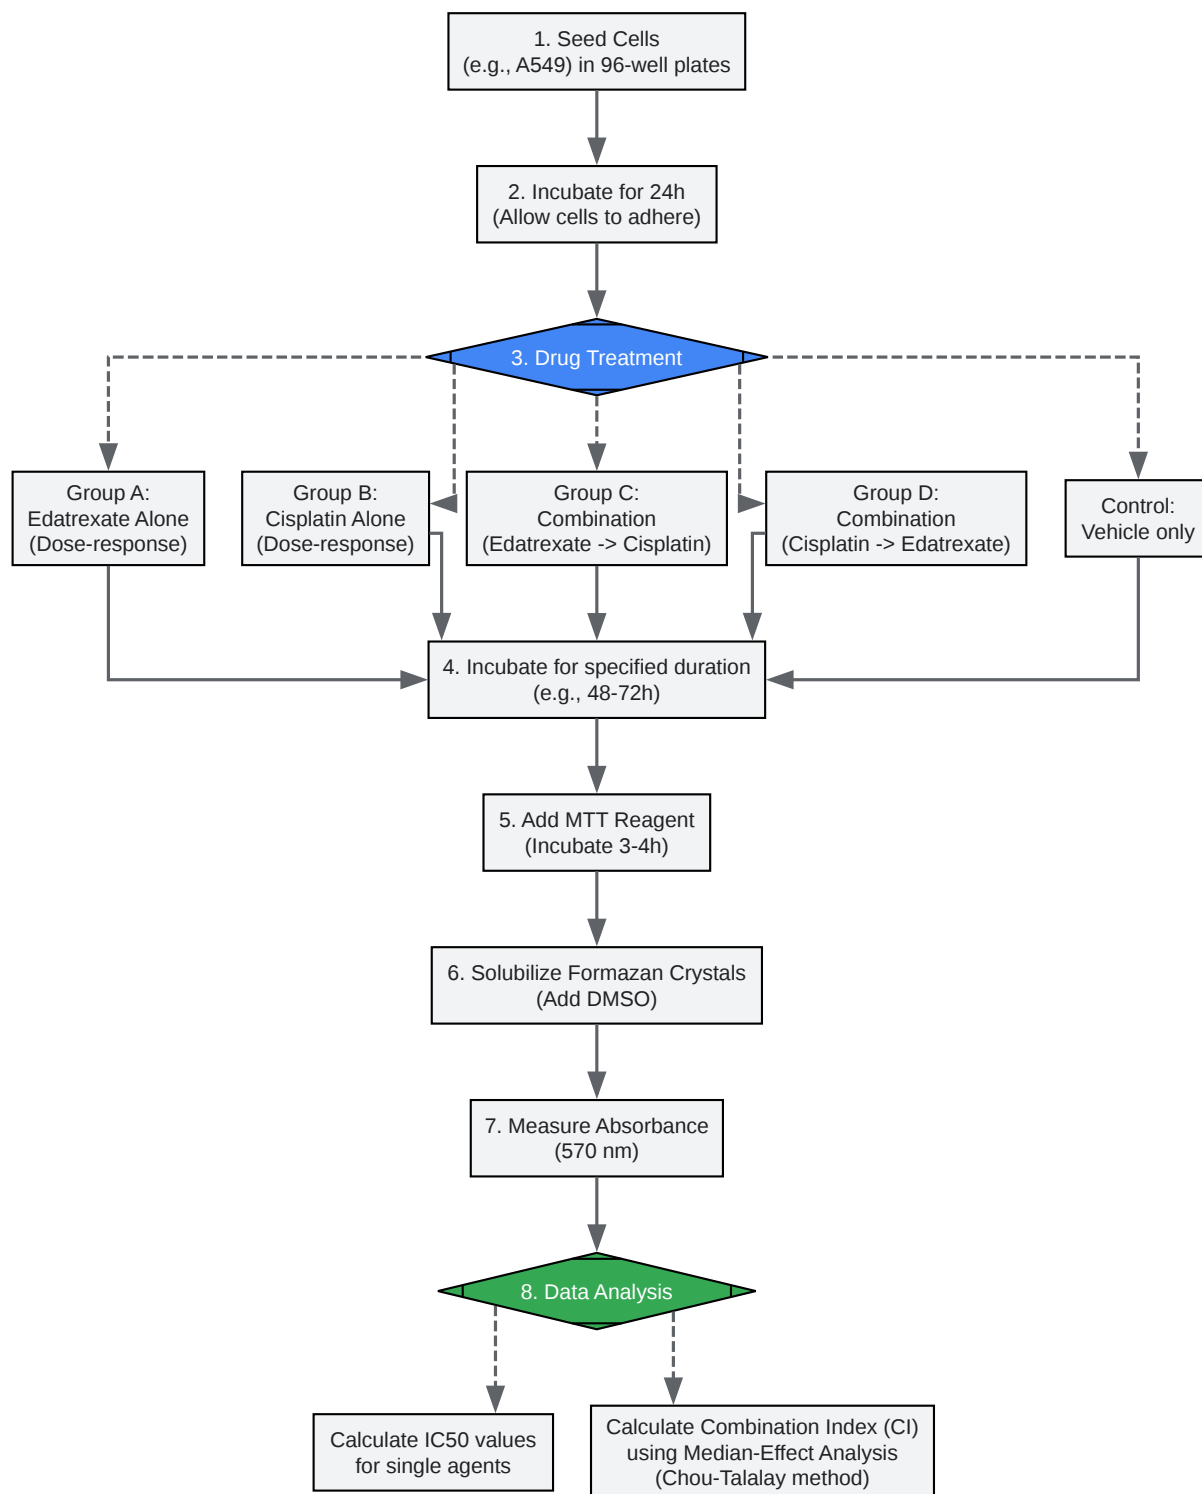 1. Seed Cells
(e.g., A549) in 96-well plates
2. Incubate for 24h
(Allow cells to adhere)
3. Drug Treatment
Group A:
Edatrexate Alone
(Dose-response)
Group B:
Cisplatin Alone
(Dose-response)
Group C:
Combination
(Edatrexate -> Cisplatin)
Group D:
Combination
(Cisplatin -> Edatrexate)
Control:
Vehicle only
4. Incubate for specified duration
(e.g., 48-72h)
5. Add MTT Reagent
(Incubate 3-4h)
6. Solubilize Formazan Crystals
(Add DMSO)
7. Measure Absorbance
(570 nm)
8. Data Analysis
Calculate IC50 values
for single agents
Calculate Combination Index (CI)
using Median-Effect Analysis
(Chou-Talalay method)